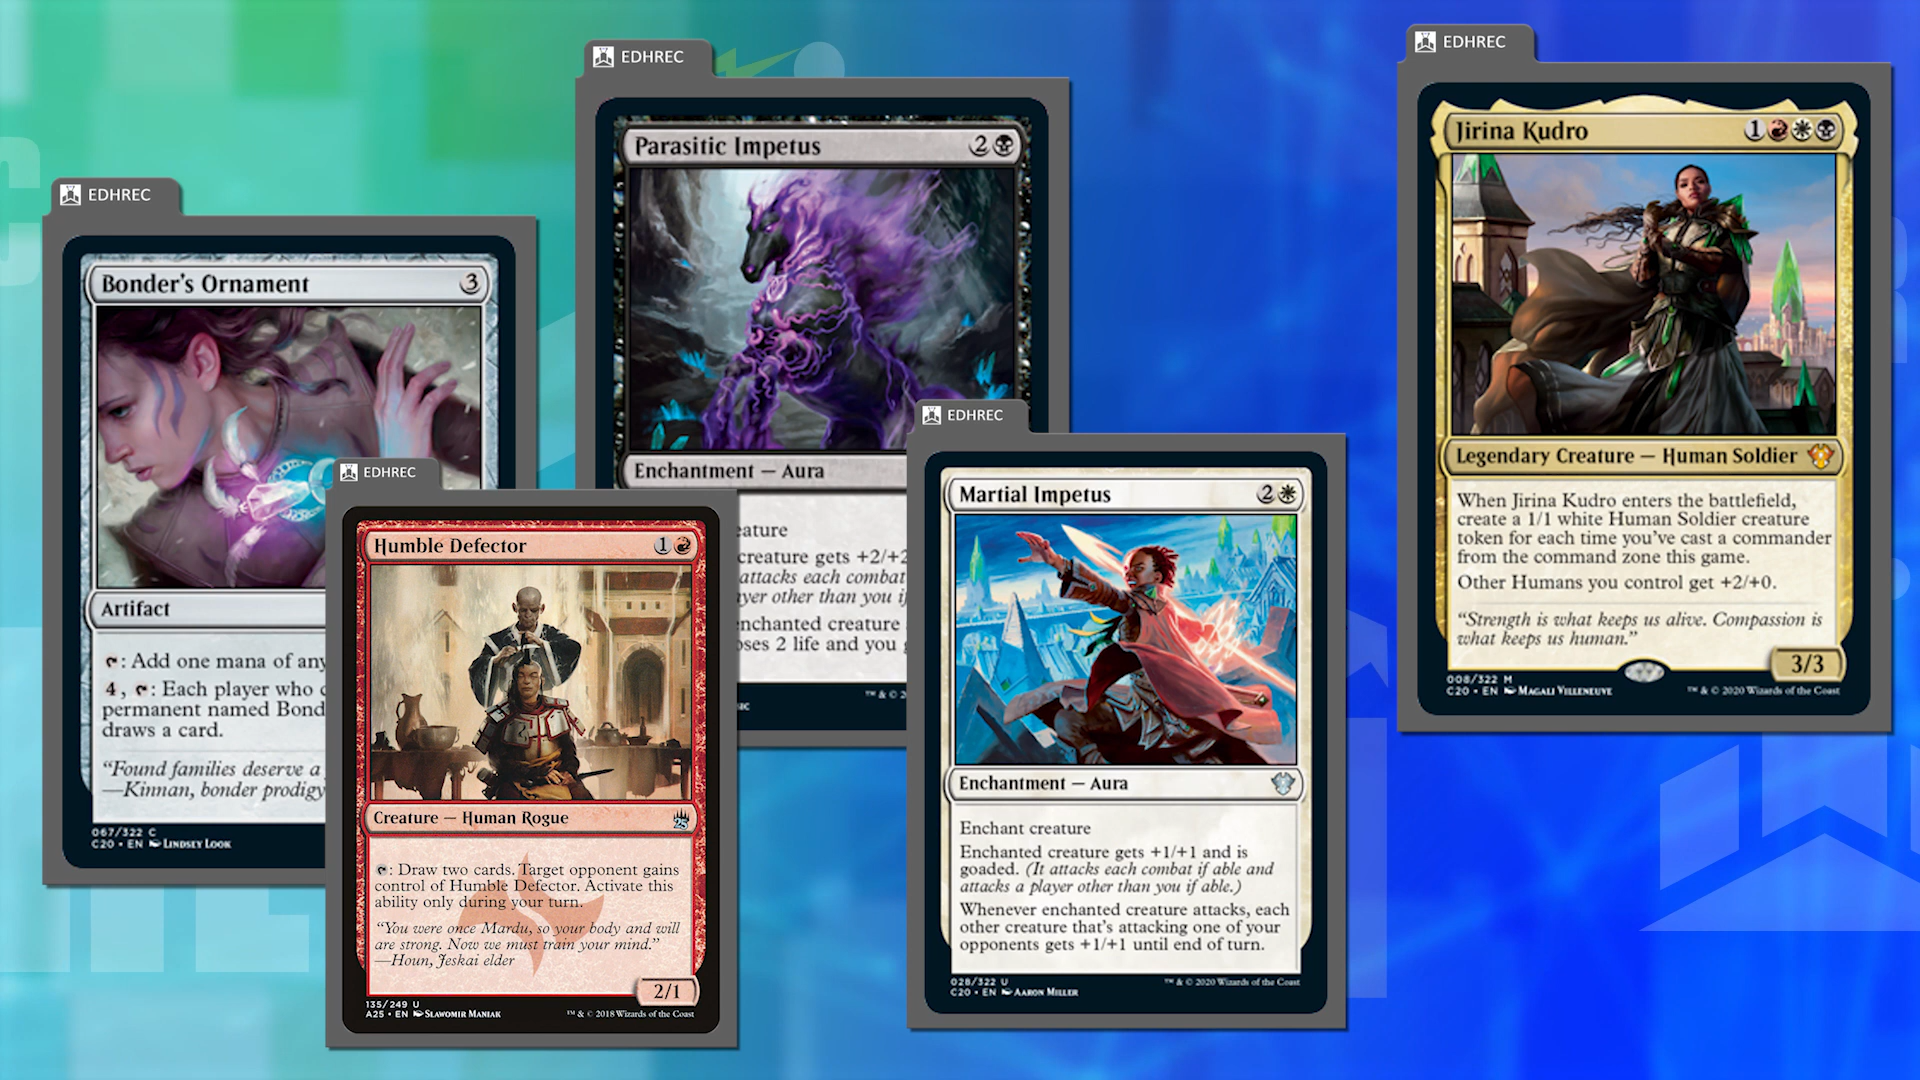 EDHREC
Bonder's Ornament 3
Artifact
: Add one mana of any
4, : Each player who
permanent named Bond
draws a card.
"Found families deserve a
—Kinnan, bonder prodigy
067/322 C
C20 • EN LINDSEY LOOK
EDHREC
Humble Defector 1
Creature — Human Rogue
: Draw two cards. Target opponent gains
control of Humble Defector. Activate this
ability only during your turn.
"You were once Mardu, so your body and will
are strong. Now we must train your mind."
—Houn, Jeskai elder
2/1
135/249 U
A25 • EN SLAWOMIR MANIAK
™ & © 2018 Wizards of the Coast
EDHREC
Parasitic Impetus 2
Enchantment — Aura
eature
creature gets +2/+2
attacks each combat
yer other than you if
nchanted creature
oses 2 life and you
™ & © 2
EDHREC
Martial Impetus 2
Enchantment — Aura
Enchant creature
Enchanted creature gets +1/+1 and is
goaded. (It attacks each combat if able and
attacks a player other than you if able.)
Whenever enchanted creature attacks, each
other creature that's attacking one of your
opponents gets +1/+1 until end of turn.
028/322 U
C20 • EN AARON MILLER
™ & © 2020 Wizards of the Coast
EDHREC
Jirina Kudro 1
Legendary Creature — Human Soldier
When Jirina Kudro enters the battlefield,
create a 1/1 white Human Soldier creature
token for each time you've cast a commander
from the command zone this game.
Other Humans you control get +2/+0.
"Strength is what keeps us alive. Compassion is
what keeps us human."
3/3
008/322 M
C20 • EN MAGALI VILLENEUVE
™ & © 2020 Wizards of the Coast